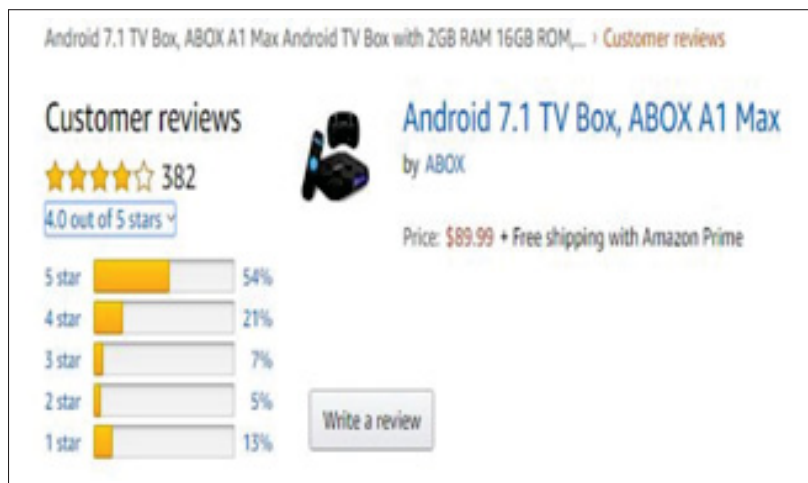 Android 7.1 TV Box, ABOX A1 Max Android TV Box with 2GB RAM 16GB ROM,... › Customer reviews
Customer reviews
382
4.0 out of 5 stars
5 star 54%
4 star 21%
3 star 7%
2 star 5%
1 star 13%
Android 7.1 TV Box, ABOX A1 Max
by ABOX
Price: $89.99 + Free shipping with Amazon Prime
Write a review